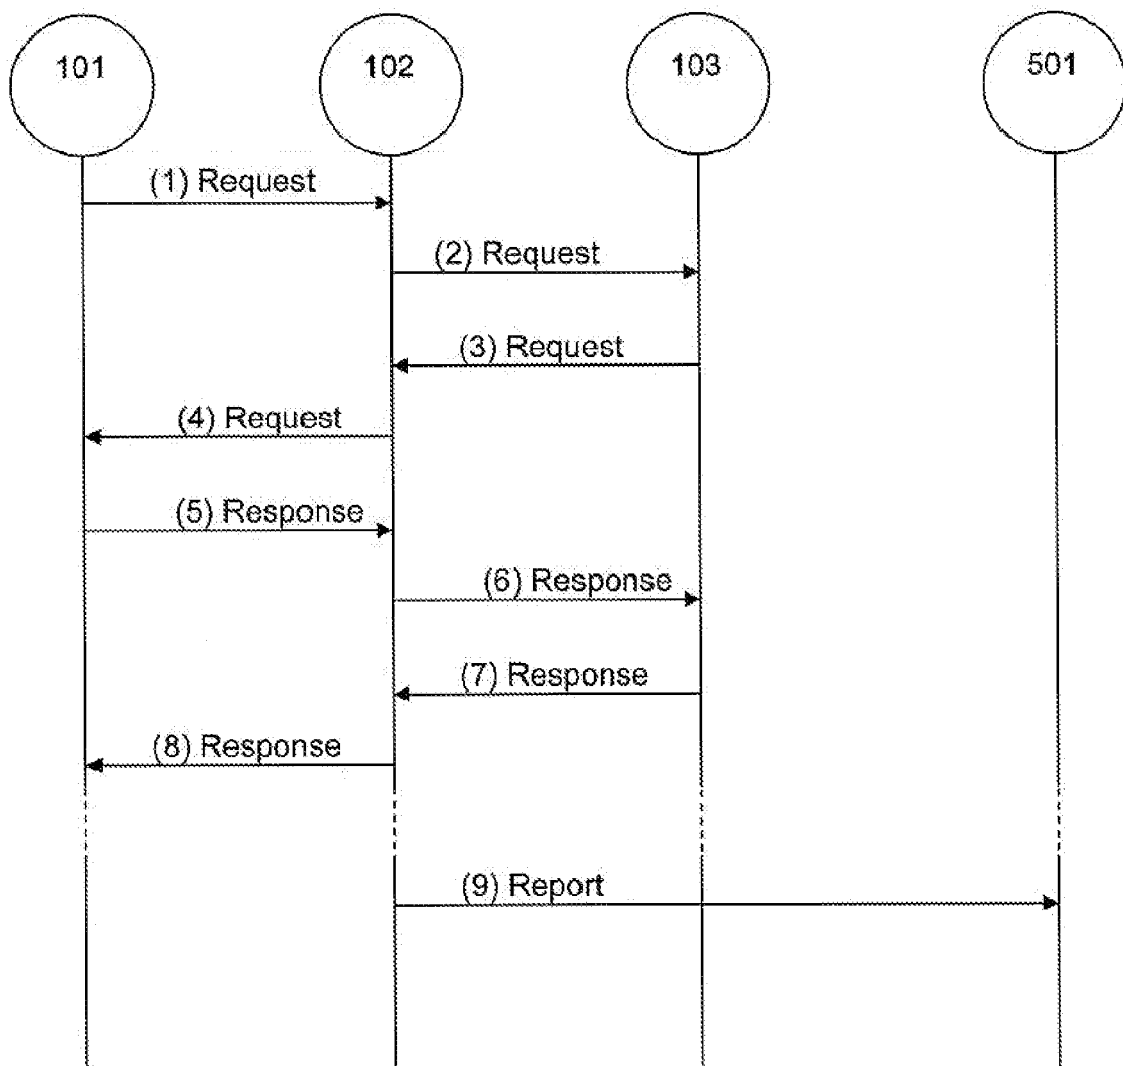 101
102
103
501
(1) Request
(2) Request
(3) Request
(4) Request
(5) Response
(6) Response
(7) Response
(8) Response
(9) Report